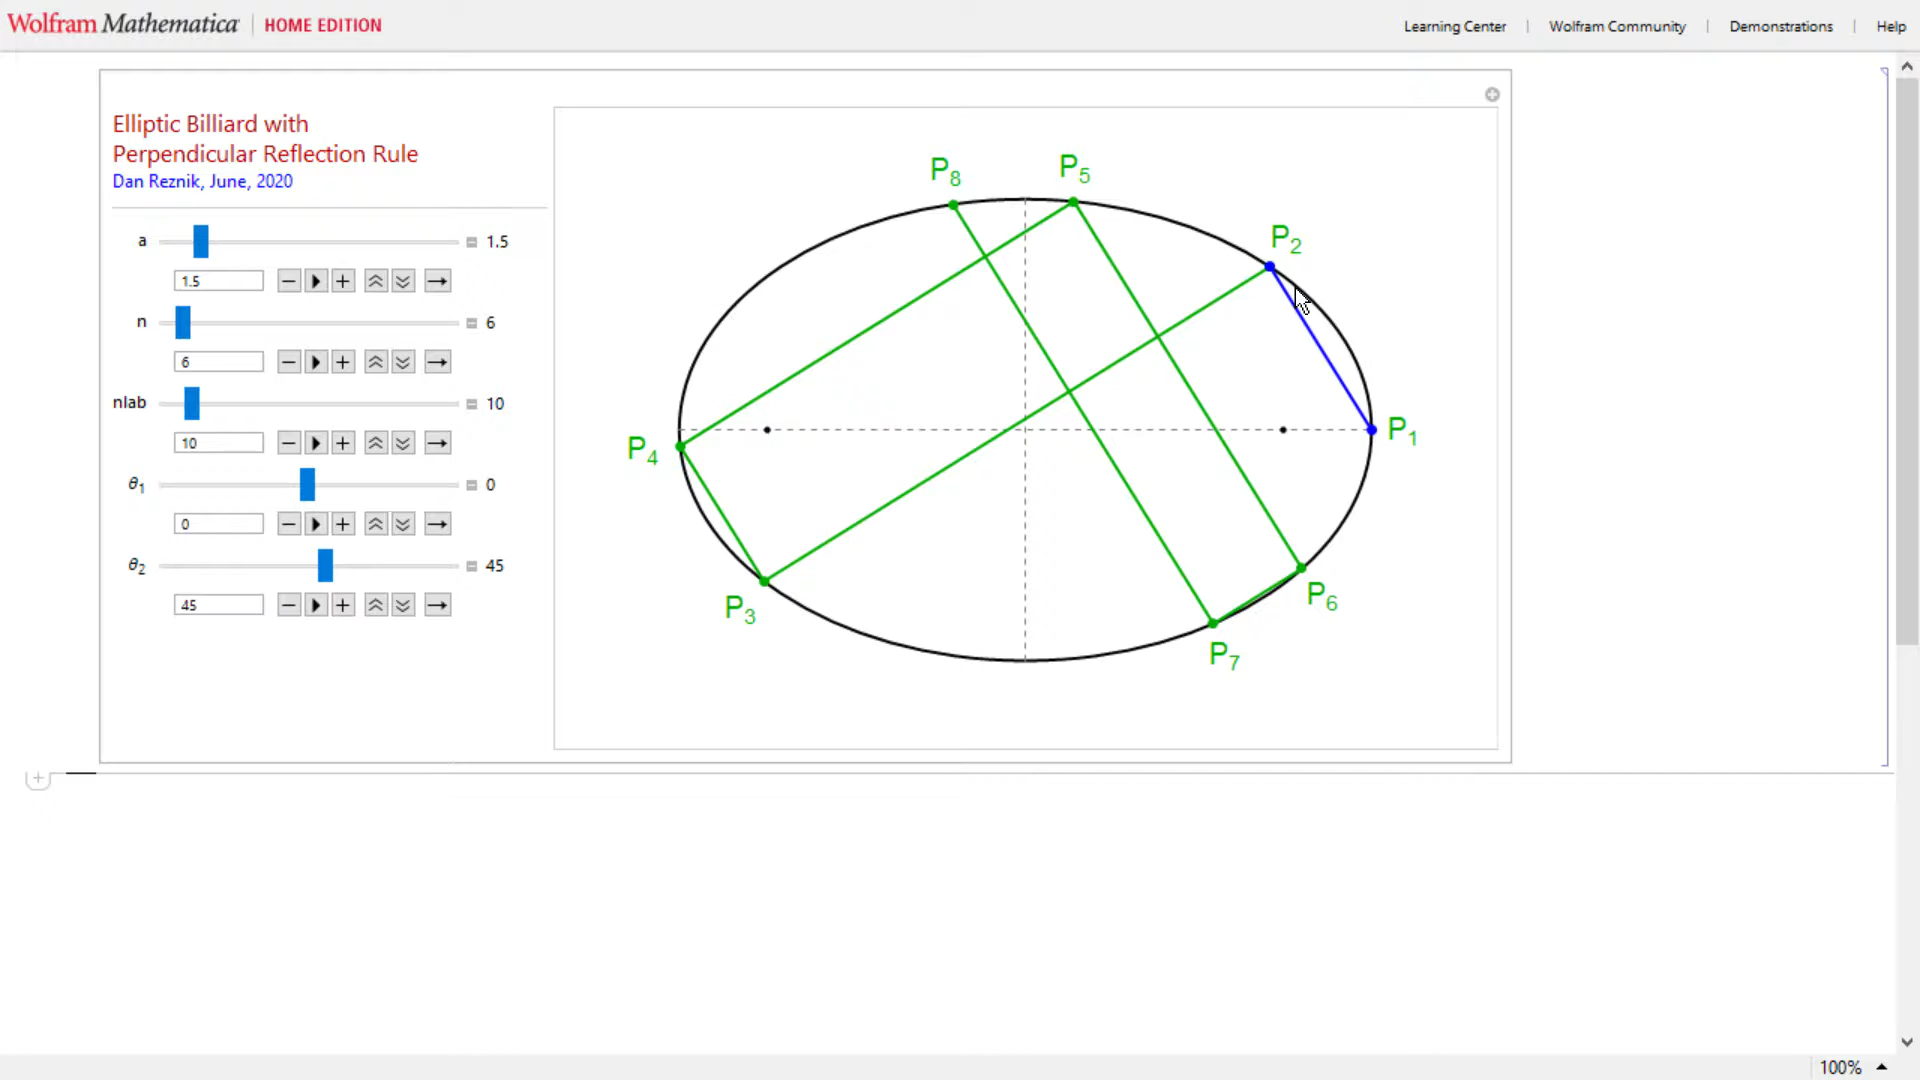 Wolfram Mathematica | HOME EDITION
Learning Center | Wolfram Community | Demonstrations | Help
Elliptic Billiard with
Perpendicular Reflection Rule
Dan Reznik, June, 2020
a 1.5
1.5
n 6
6
nlab 10
10
θ1 0
0
θ2 45
45
P8
P5
P2
P4
P1
P3
P6
P7
100%